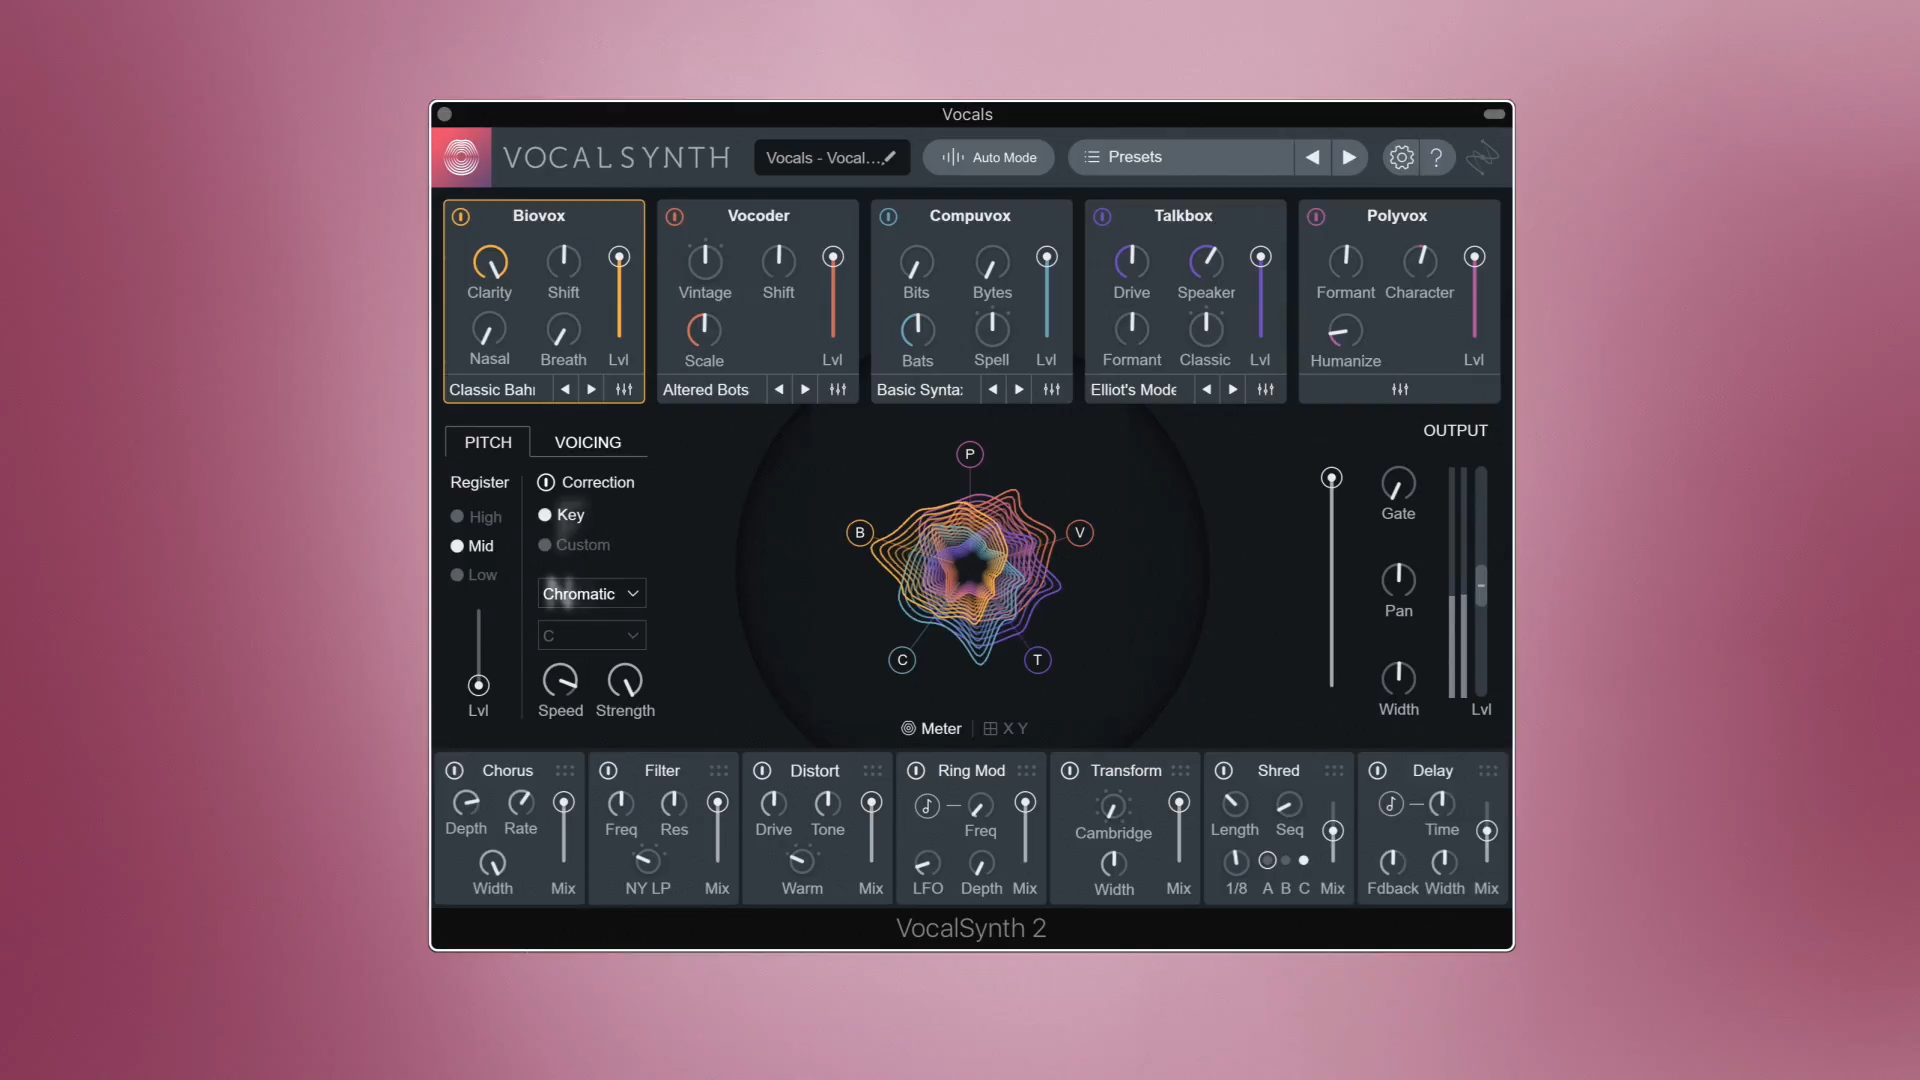 Vocals
VOCALSYNTH
Vocals - Vocal...
Auto Mode
Presets
?
Biovox
Clarity
Shift
Nasal
Breath
Lvl
Classic Bah
Vocoder
Vintage
Shift
Scale
Lvl
Altered Bots
Compuvox
Bits
Bytes
Bats
Spell
Lvl
Basic Synta
Talkbox
Drive
Speaker
Formant
Classic
Lvl
Elliot's Mode
Polyvox
Formant
Character
Humanize
Lvl
PITCH
VOICING
Register
High
Mid
Low
Lvl
Correction
Key
Custom
Chromatic
C
Speed
Strength
P
B
V
C
T
Meter
X Y
OUTPUT
Gate
Pan
Width
Lvl
Chorus
Depth
Rate
Width
Mix
Filter
Freq
Res
NY LP
Mix
Distort
Drive
Tone
Warm
Mix
Ring Mod
Freq
LFO
Depth
Mix
Transform
Cambridge
Width
Mix
Shred
Length
Seq
1/8
A B C
Mix
Delay
Time
Fdback
Width
Mix
VocalSynth 2